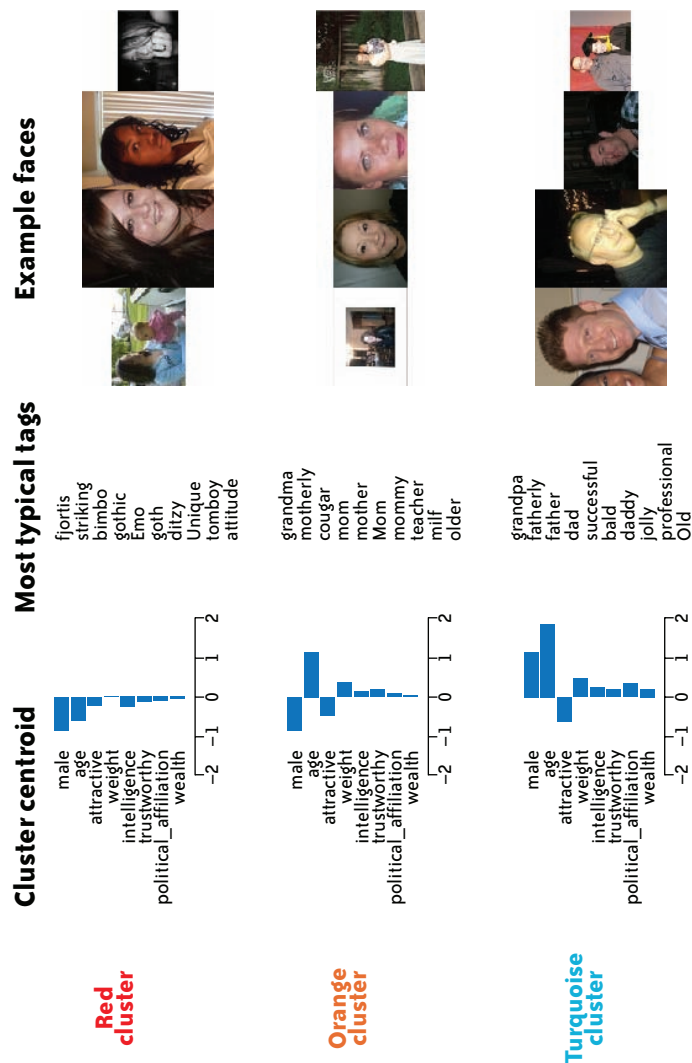 Cluster centroid
Most typical tags
Example faces
Red
cluster
male
age
attractive
weight
intelligence
trustworthy
political_affiliation
wealth
−2 −1 0 1 2
fjortis
striking
bimbo
gothic
Emo
goth
ditzy
Unique
tomboy
attitude
Orange
cluster
male
age
attractive
weight
intelligence
trustworthy
political_affiliation
wealth
−2 −1 0 1 2
grandma
motherly
cougar
mom
mother
Mom
mommy
teacher
milf
older
Turquoise
cluster
male
age
attractive
weight
intelligence
trustworthy
political_affiliation
wealth
−2 −1 0 1 2
grandpa
fatherly
father
dad
successful
bald
daddy
jolly
professional
Old